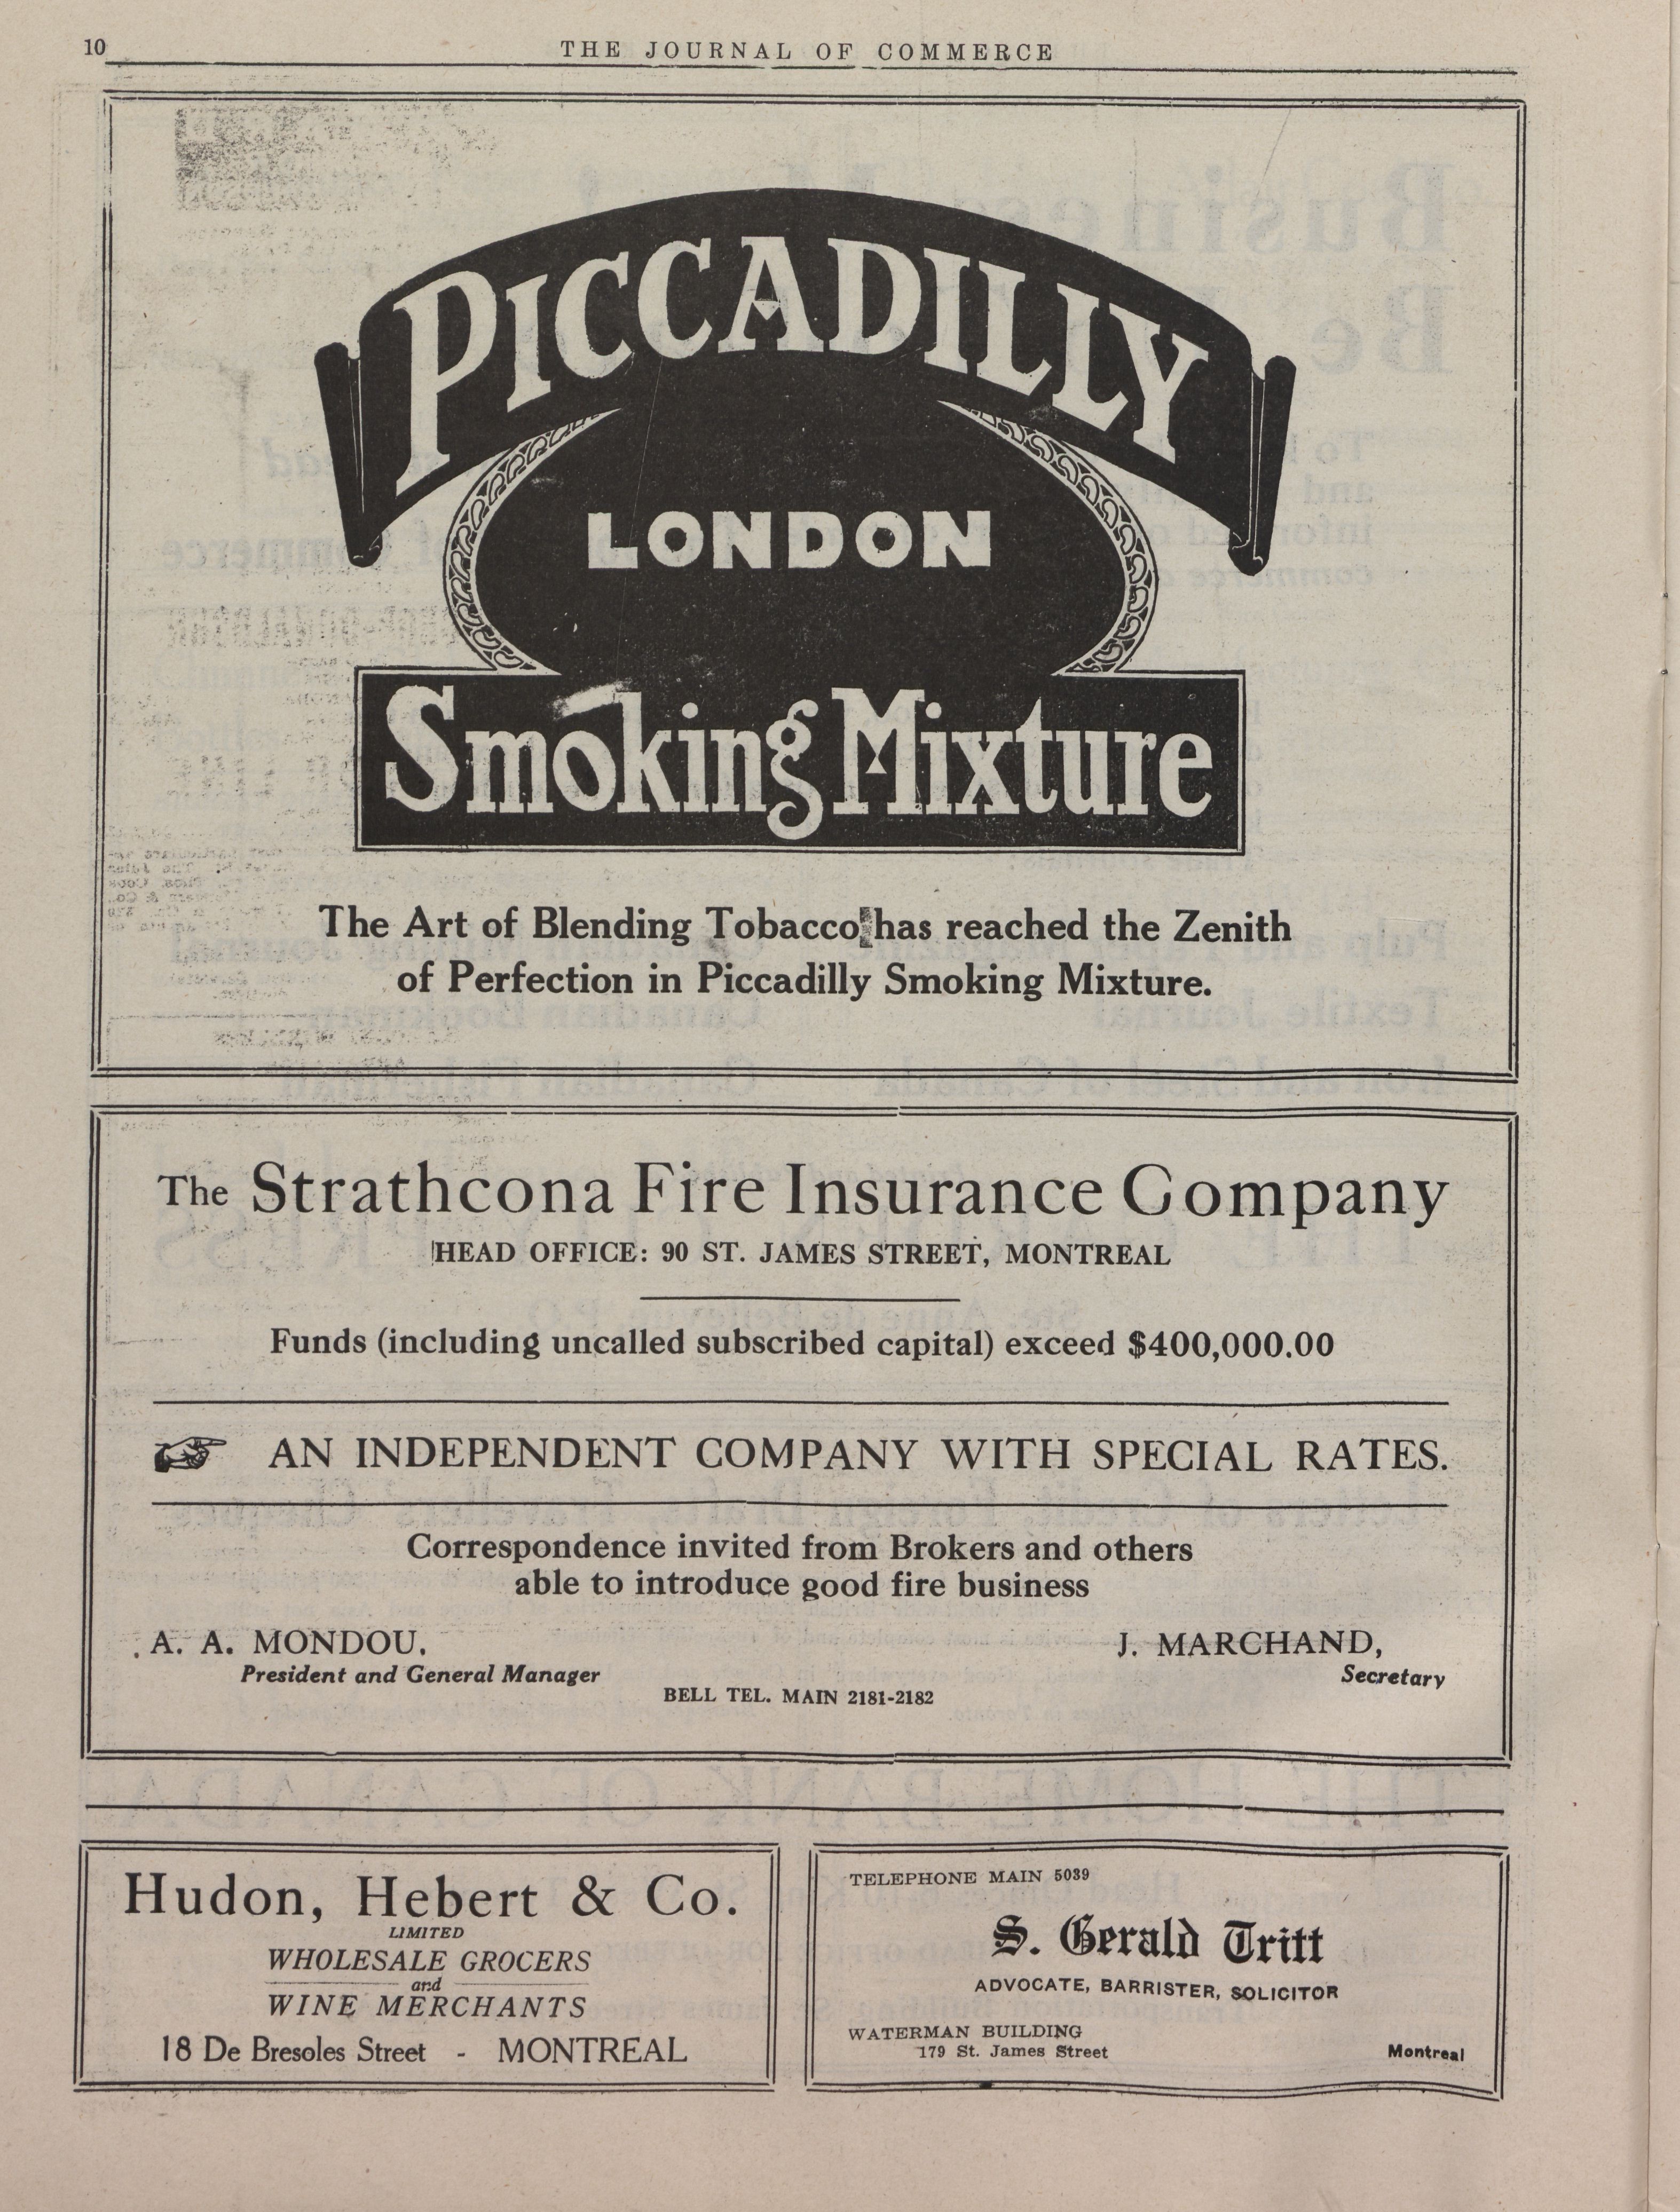 10
THE JOURNAL OF COMMERCE
PICCADILLY
LONDON
Smoking Mixture
The Art of Blending Tobacco has reached the Zenith
of Perfection in Piccadilly Smoking Mixture.
The Strathcona Fire Insurance Company
HEAD OFFICE: 90 ST. JAMES STREET, MONTREAL
Funds (including uncalled subscribed capital) exceed $400,000.00
AN INDEPENDENT COMPANY WITH SPECIAL RATES.
Correspondence invited from Brokers and others
able to introduce good fire business
A. A. MONDOU,
President and General Manager
J. MARCHAND,
Secretary
BELL TEL. MAIN 2181-2182
Hudon, Hebert & Co.
LIMITED
WHOLESALE GROCERS
and
WINE MERCHANTS
18 De Bresoles Street - MONTREAL
TELEPHONE MAIN 5039
S. Gerald Tritt
ADVOCATE, BARRISTER, SOLICITOR
WATERMAN BUILDING
179 St. James Street
Montreal